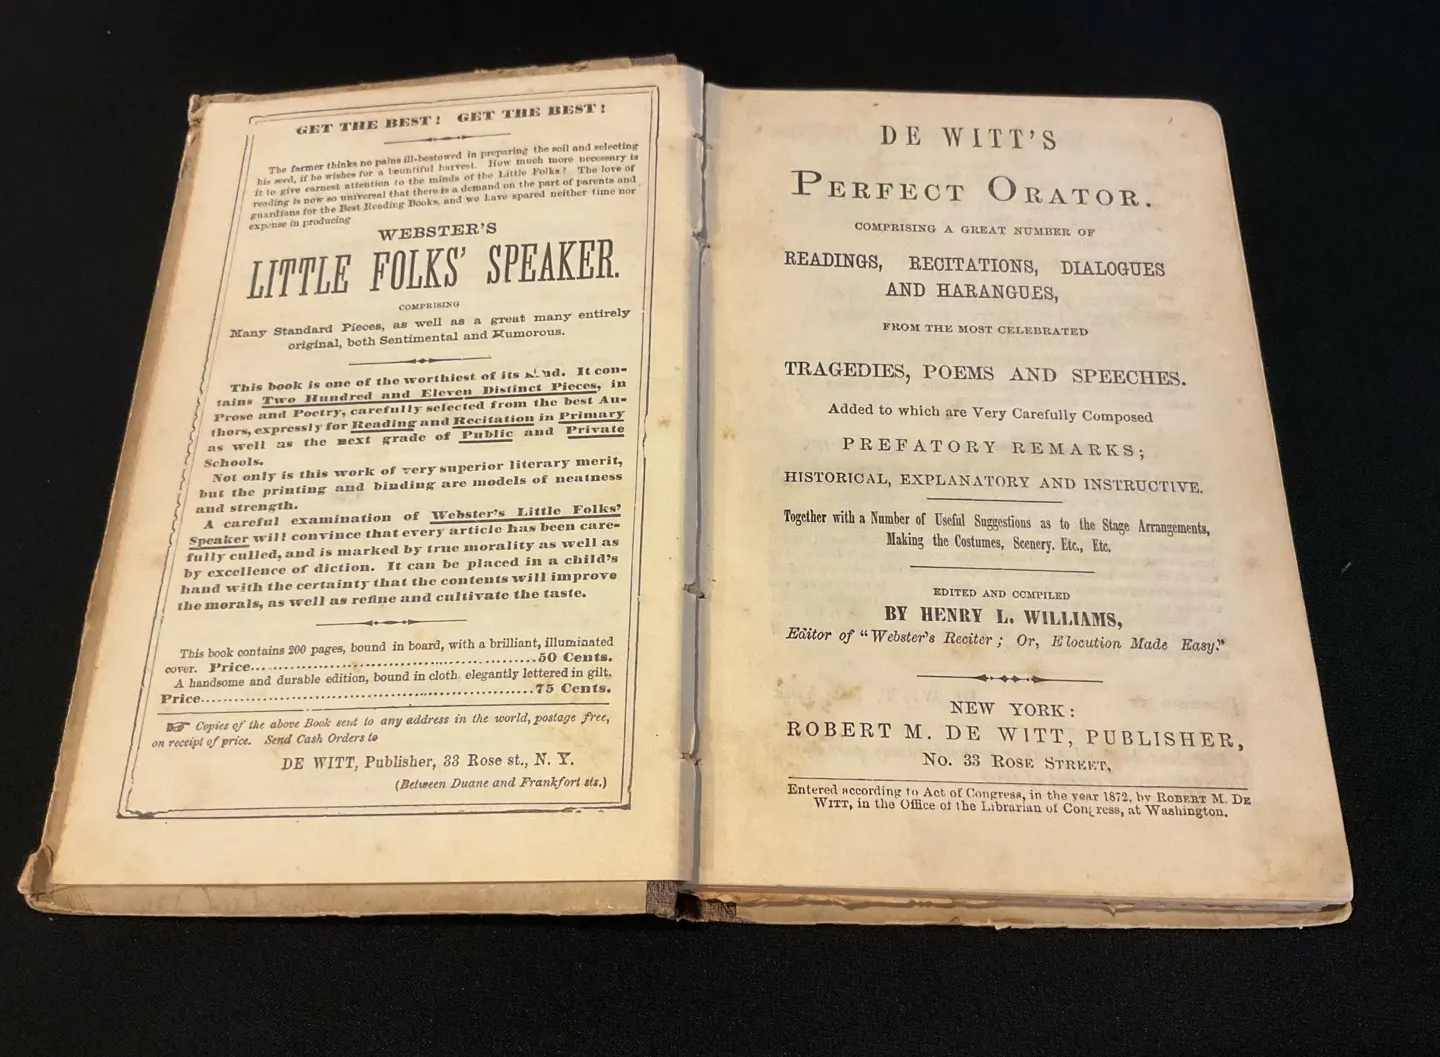 GET THE BEST! GET THE BEST!
The farmer thinks no pains ill-bestowed in preparing the soil and selecting
his seed, if he wishes for a bountiful harvest. How much more necessary is
it to give earnest attention to the minds of the Little Folks! The love of
reading is now so universal that there is a demand on the part of parents and
guardians for the Best Reading Books, and we have spared neither time nor
expense in producing
WEBSTER'S
LITTLE FOLKS' SPEAKER.
COMPRISING
Many Standard Pieces, as well as a great many entirely
original, both Sentimental and Humorous.
This book is one of the worthiest of its kind. It con-
tains Two Hundred and Eleven Distinct Pieces, in
Prose and Poetry, carefully selected from the best Au-
thors, expressly for Reading and Recitation in Primary
as well as the next grade of Public and Private
Schools.
Not only is this work of very superior literary merit,
but the printing and binding are models of neatness
and strength.
A careful examination of Webster's Little Folks'
Speaker will convince that every article has been care-
fully culled, and is marked by true morality as well as
by excellence of diction. It can be placed in a child's
hand with the certainty that the contents will improve
the morals, as well as refine and cultivate the taste.
This book contains 200 pages, bound in board, with a brilliant, illuminated
cover. Price..........50 Cents.
A handsome and durable edition, bound in cloth elegantly lettered in gilt.
Price..........75 Cents.
☞ Copies of the above Book sent to any address in the world, postage free,
on receipt of price. Send Cash Orders to
DE WITT, Publisher, 33 Rose st., N. Y.
(Between Duane and Frankfort sts.)
DE WITT'S
PERFECT ORATOR.
COMPRISING A GREAT NUMBER OF
READINGS, RECITATIONS, DIALOGUES
AND HARANGUES,
FROM THE MOST CELEBRATED
TRAGEDIES, POEMS AND SPEECHES.
Added to which are Very Carefully Composed
PREFATORY REMARKS;
HISTORICAL, EXPLANATORY AND INSTRUCTIVE.
Together with a Number of Useful Suggestions as to the Stage Arrangements,
Making the Costumes, Scenery, Etc., Etc.
EDITED AND COMPILED
BY HENRY L. WILLIAMS,
Editor of "Webster's Reciter; Or, Elocution Made Easy."
NEW YORK:
ROBERT M. DE WITT, PUBLISHER,
No. 33 ROSE STREET.
Entered according to Act of Congress, in the year 1872, by ROBERT M. DE
WITT, in the Office of the Librarian of Congress, at Washington.